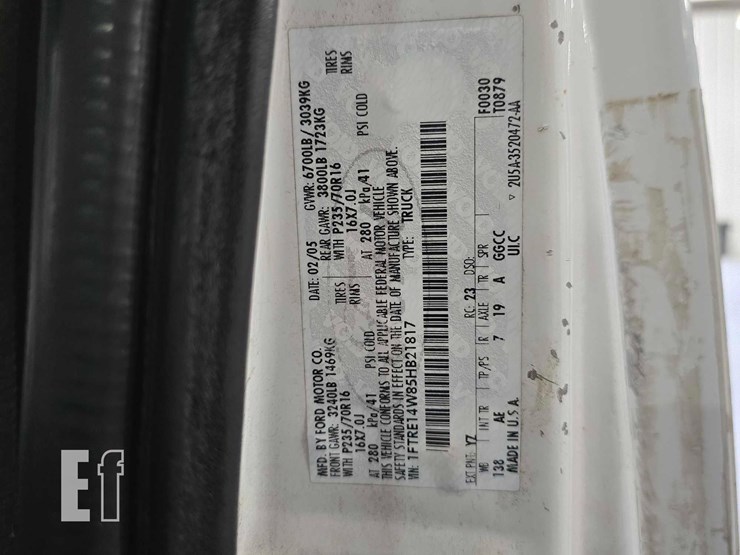 MFD. BY FORD MOTOR CO. DATE: 02/05 GVWR: 6700LB / 3039KG
FRONT GAWR: 3240LB 1469KG REAR GAWR: 3800LB 1723KG
WITH P235/70R16 TIRES WITH P235/70R16 TIRES
16X7.0J RINS 16X7.0J RINS
AT 280 kPa/41 PSI COLD AT 280 kPa/41 PSI COLD
THIS VEHICLE CONFORMS TO ALL APPLICABLE FEDERAL MOTOR VEHICLE
SAFETY STANDARDS IN EFFECT ON THE DATE OF MANUFACTURE SHOWN ABOVE.
VIN: 1FTRE14W85HB21817 TYPE: TRUCK
F0030
T0879
EXT PNT: YZ RC: 23 DSO:
WB INT TR TP/PS R AXLE TR SPR
138 AE 7 19 A GGCC
MADE IN U.S.A. UI.C
▽ 2U5A-3520472-AA
Ef